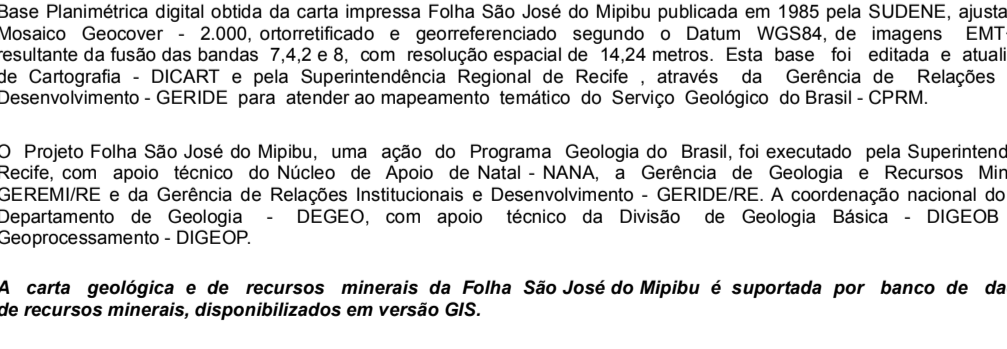 Base Planimétrica digital obtida da carta impressa Folha São José do Mipibu publicada em 1985 pela SUDENE,
Mosaico Geocover - 2.000, ortorretificado e georreferenciado segundo o Datum WGS84, de imagens
resultante da fusão das bandas 7,4,2 e 8, com resolução espacial de 14,24 metros. Esta base foi editada e
de Cartografia - DICART e pela Superintendência Regional de Recife , através da Gerência de Relações
Desenvolvimento - GERIDE para atender ao mapeamento temático do Serviço Geológico do Brasil - CPRM.
O Projeto Folha São José do Mipibu, uma ação do Programa Geologia do Brasil, foi executado pela
Recife, com apoio técnico do Núcleo de Apoio de Natal - NANA, a Gerência de Geologia e Recursos
GEREMI/RE e da Gerência de Relações Institucionais e Desenvolvimento - GERIDE/RE. A coordenação nacional do
Departamento de Geologia - DEGEO, com apoio técnico da Divisão de Geologia Básica - DIGEOB
Geoprocessamento - DIGEOP.
A carta geológica e de recursos minerais da Folha São José do Mipibu é suportada por banco de
de recursos minerais, disponibilizados em versão GIS.